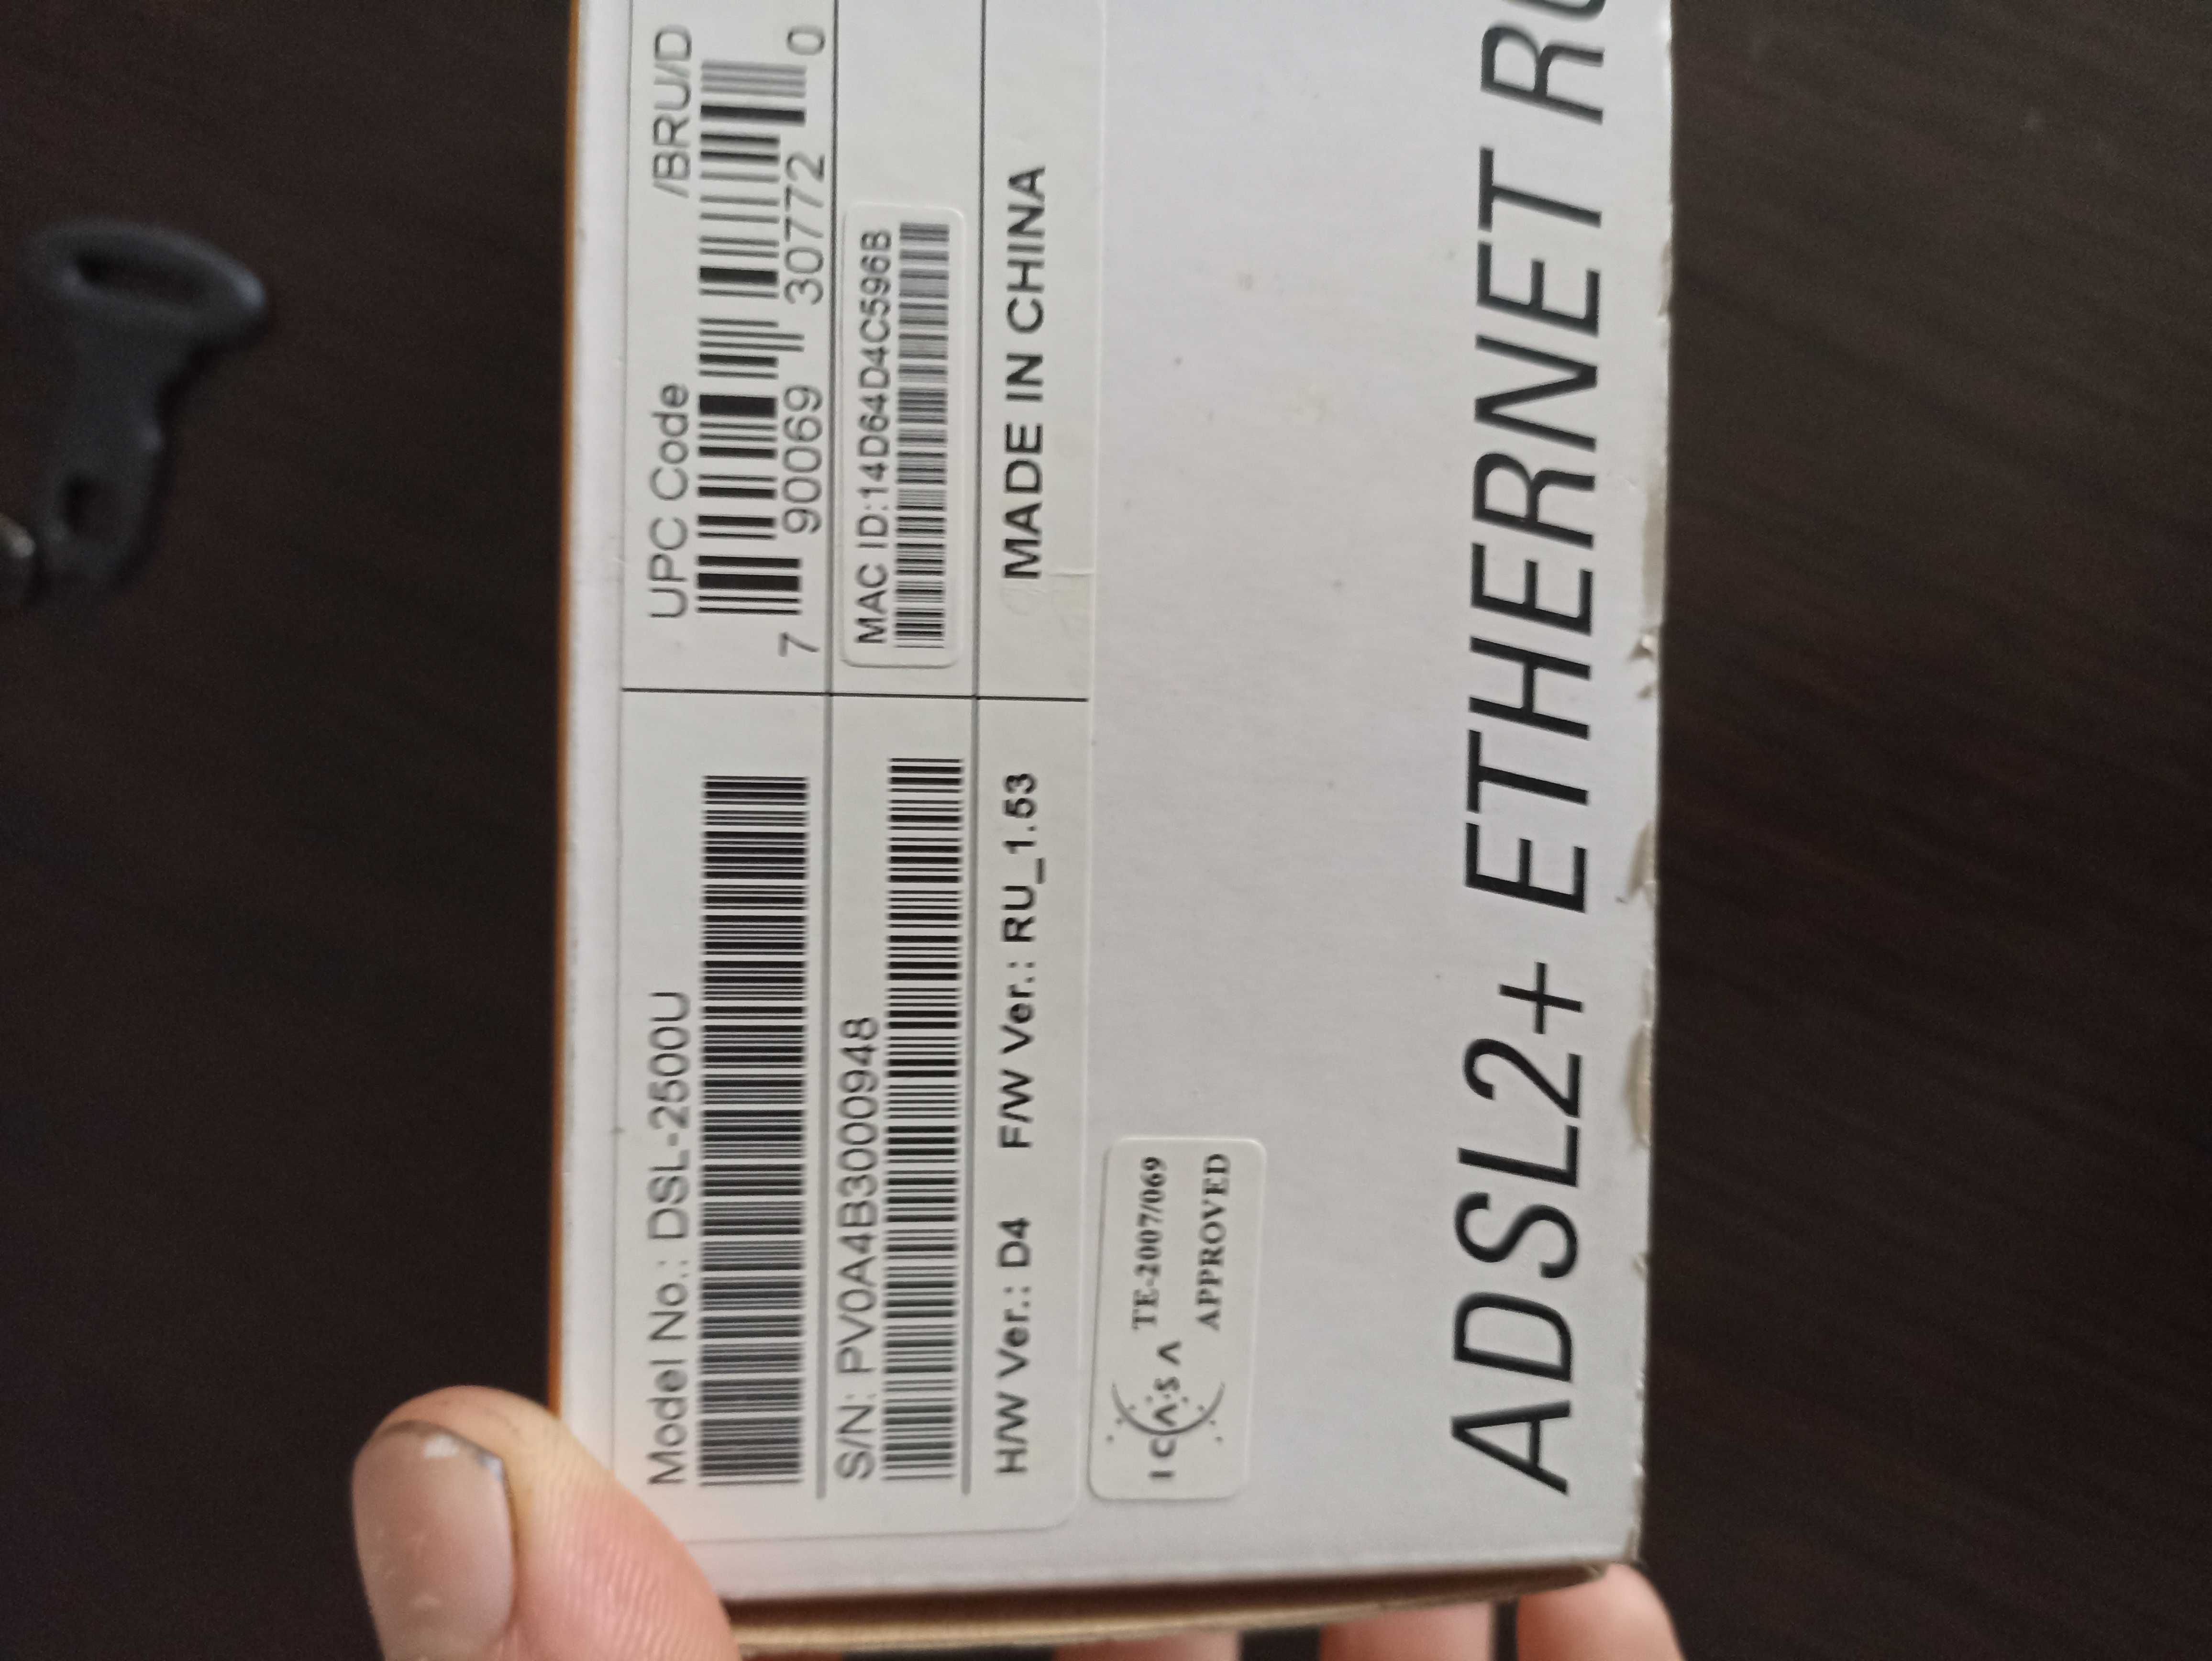 Model No.: DSL-2500U
UPC Code /BRU/D
7 90069 30772 0
S/N: PV0A4B3000948
MAC ID:14D64D4C596B
H/W Ver.: D4 F/W Ver.: RU_1.53
MADE IN CHINA
ICASA
TE-2007/069
APPROVED
ADSL2+ ETHERNET